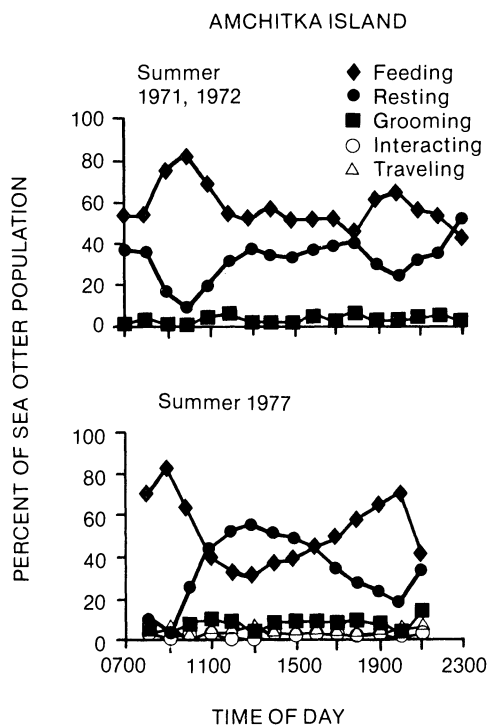 AMCHITKA ISLAND
Summer
1971, 1972
Feeding
Resting
Grooming
Interacting
Traveling
100
80
60
40
20
0
PERCENT OF SEA OTTER POPULATION
Summer 1977
100
80
60
40
20
0
0700 1100 1500 1900 2300
TIME OF DAY